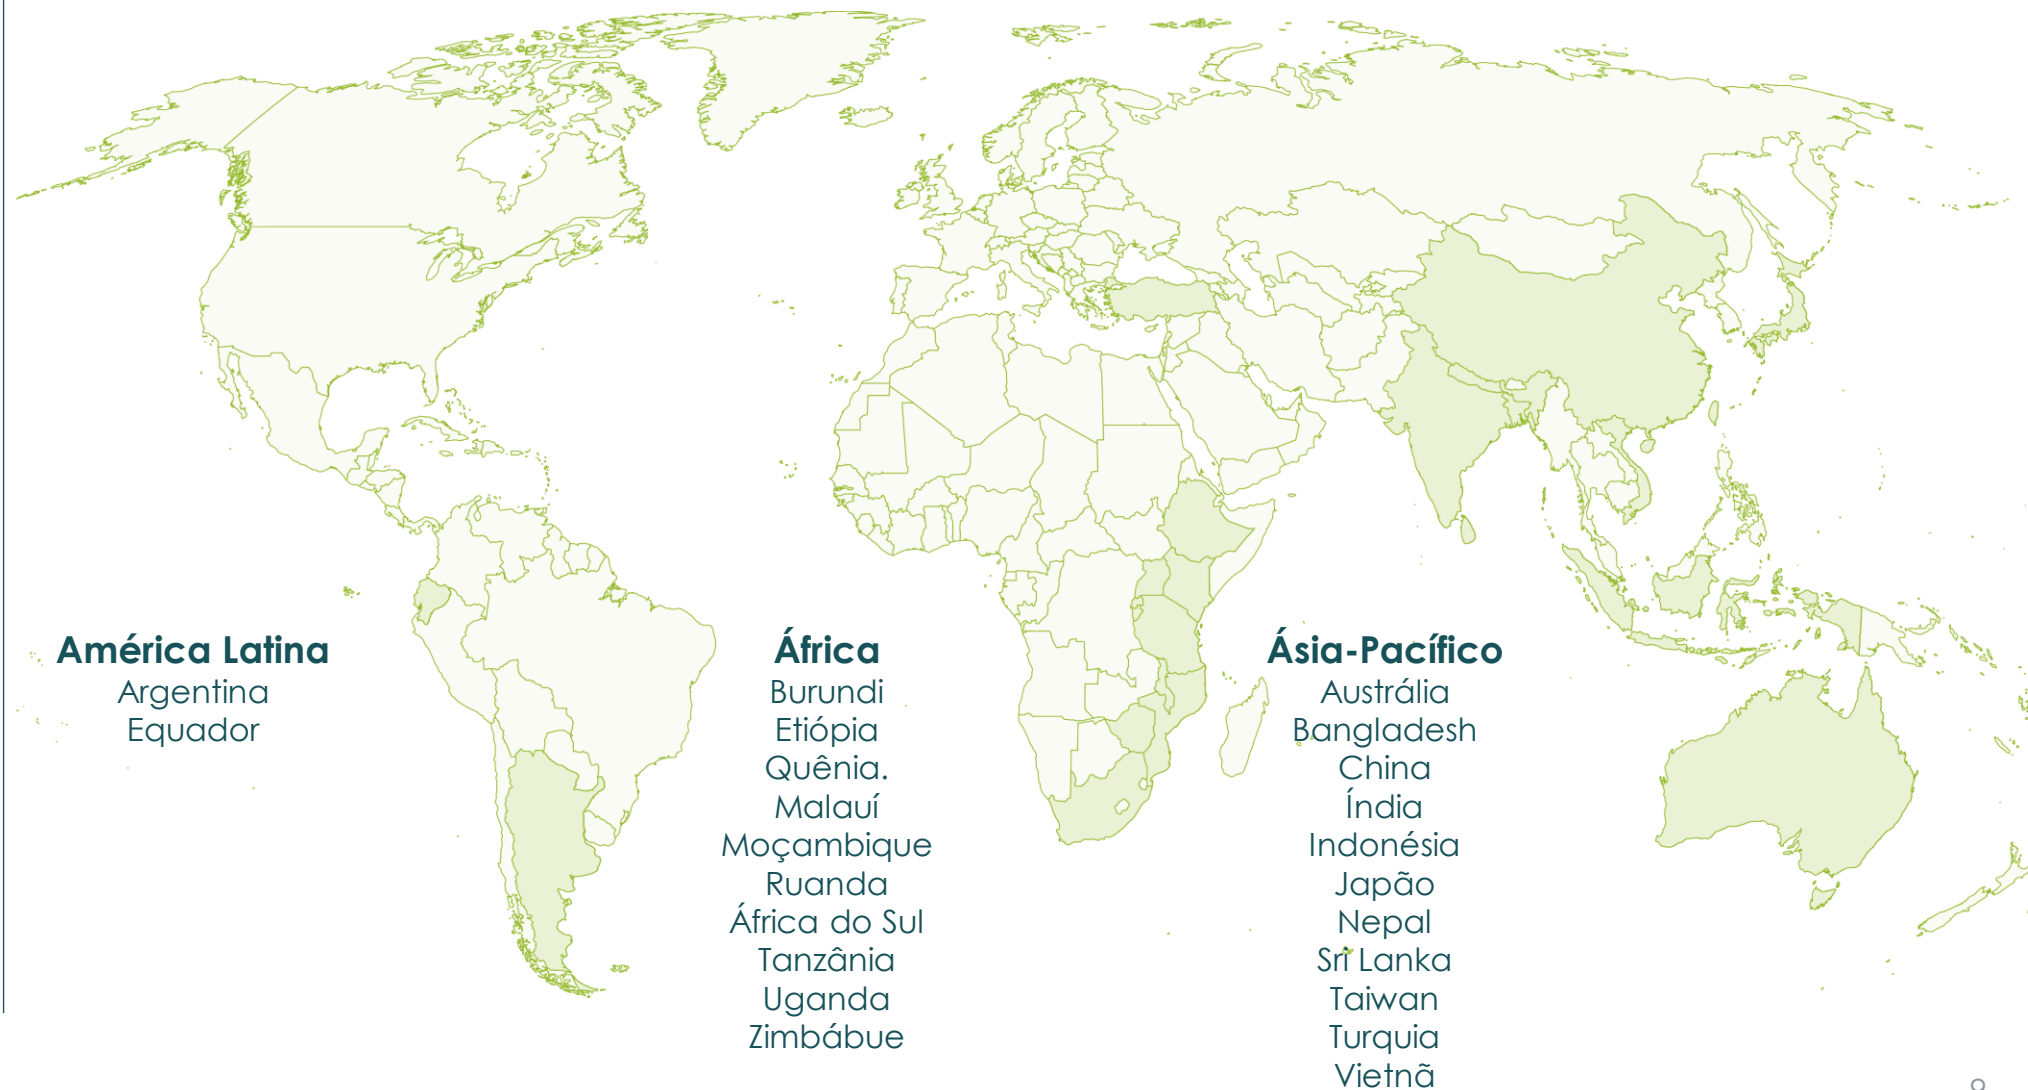 América Latina
Argentina
Equador
África
Burundi
Etiópia
Quênia.
Malauí
Moçambique
Ruanda
África do Sul
Tanzânia
Uganda
Zimbábue
Ásia-Pacífico
Austrália
Bangladesh
China
Índia
Indonésia
Japão
Nepal
Sri Lanka
Taiwan
Turquia
Vietnã